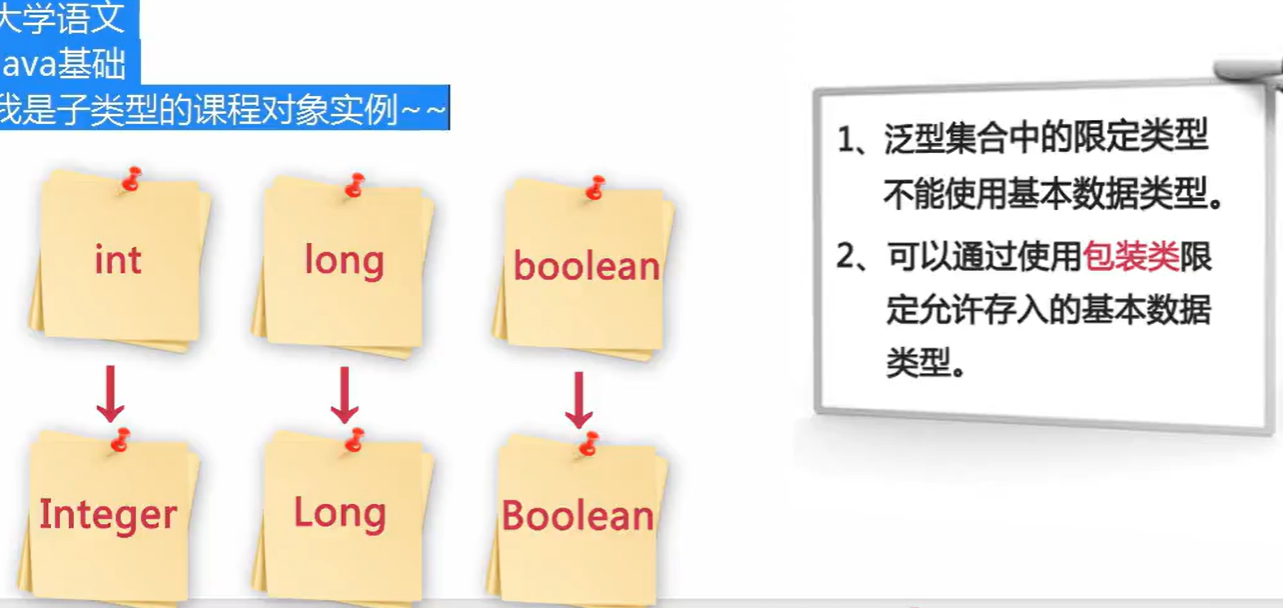 大学语文
ava基础
我是子类型的课程对象实例~~
int
long
boolean
Integer
Long
Boolean
1、泛型集合中的限定类型
不能使用基本数据类型。
2、可以通过使用包装类限
定允许存入的基本数据
类型。